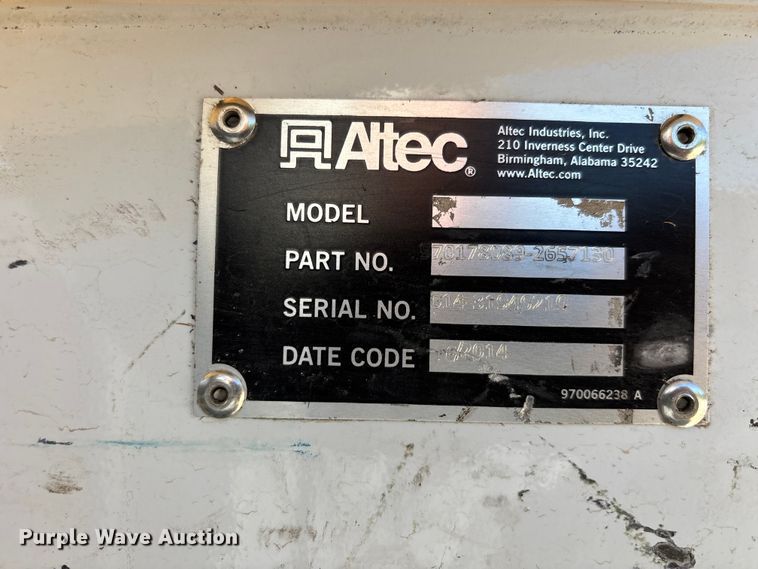 Altec®
Altec Industries, Inc.
210 Inverness Center Drive
Birmingham, Alabama 35242
www.Altec.com
MODEL
PART NO.
SERIAL NO.
DATE CODE
970066238 A
Purple Wave Auction